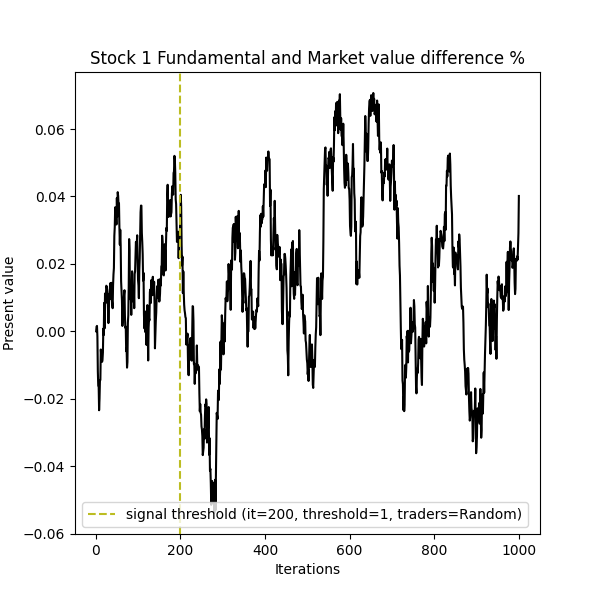 Stock 1 Fundamental and Market value difference %
Present value
0.06
0.04
0.02
0.00
−0.02
−0.04
−0.06
signal threshold (it=200, threshold=1, traders=Random)
0 200 400 600 800 1000
Iterations